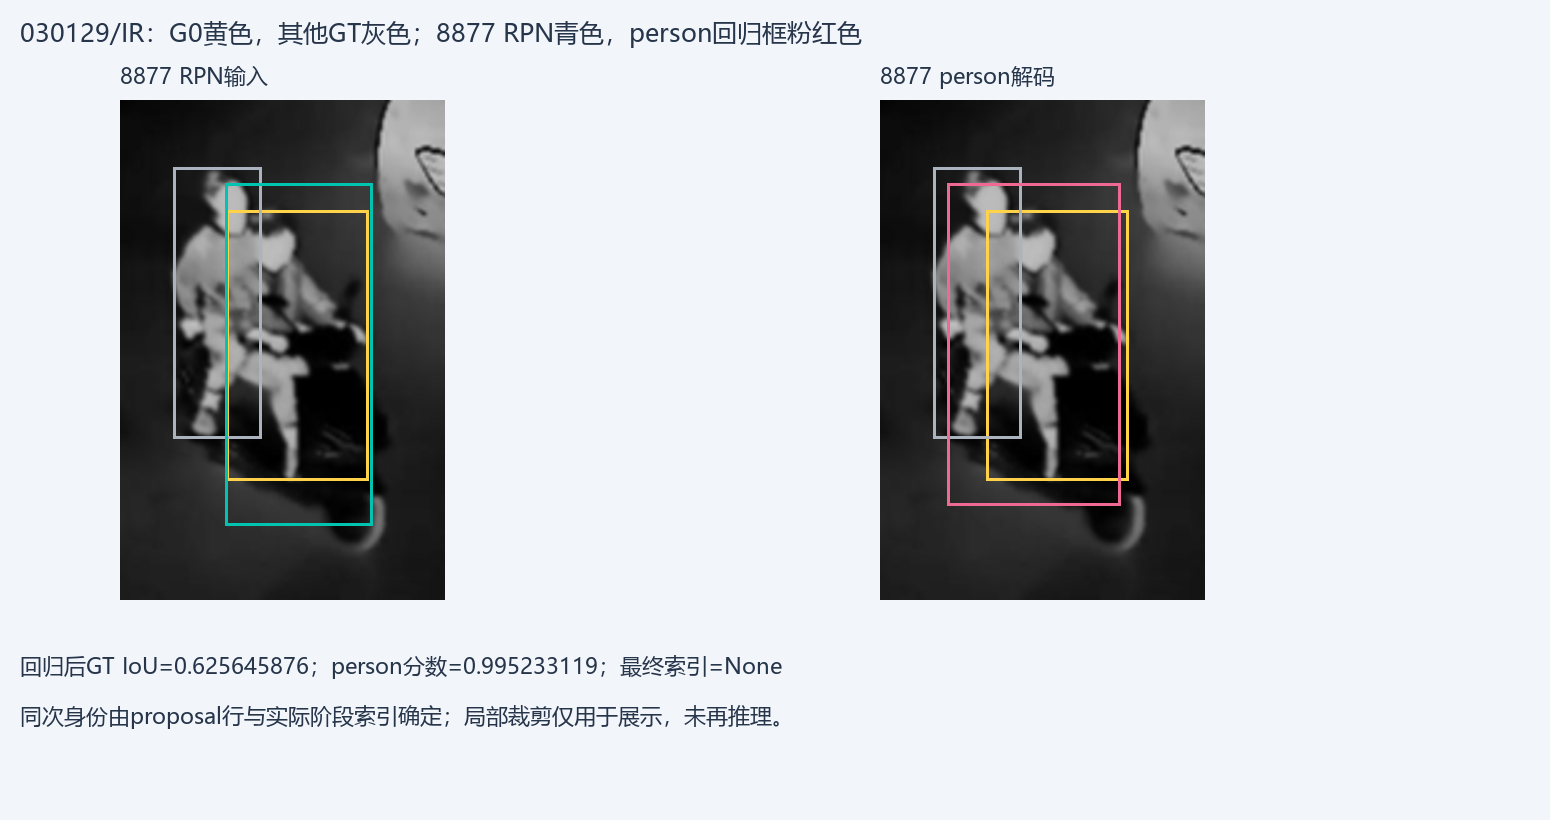 030129/IR：G0黄色，其他GT灰色；8877 RPN青色，person回归框粉红色
8877 RPN输入
8877 person解码
回归后GT IoU=0.625645876；person分数=0.995233119；最终索引=None
同次身份由proposal行与实际阶段索引确定；局部裁剪仅用于展示，未再推理。